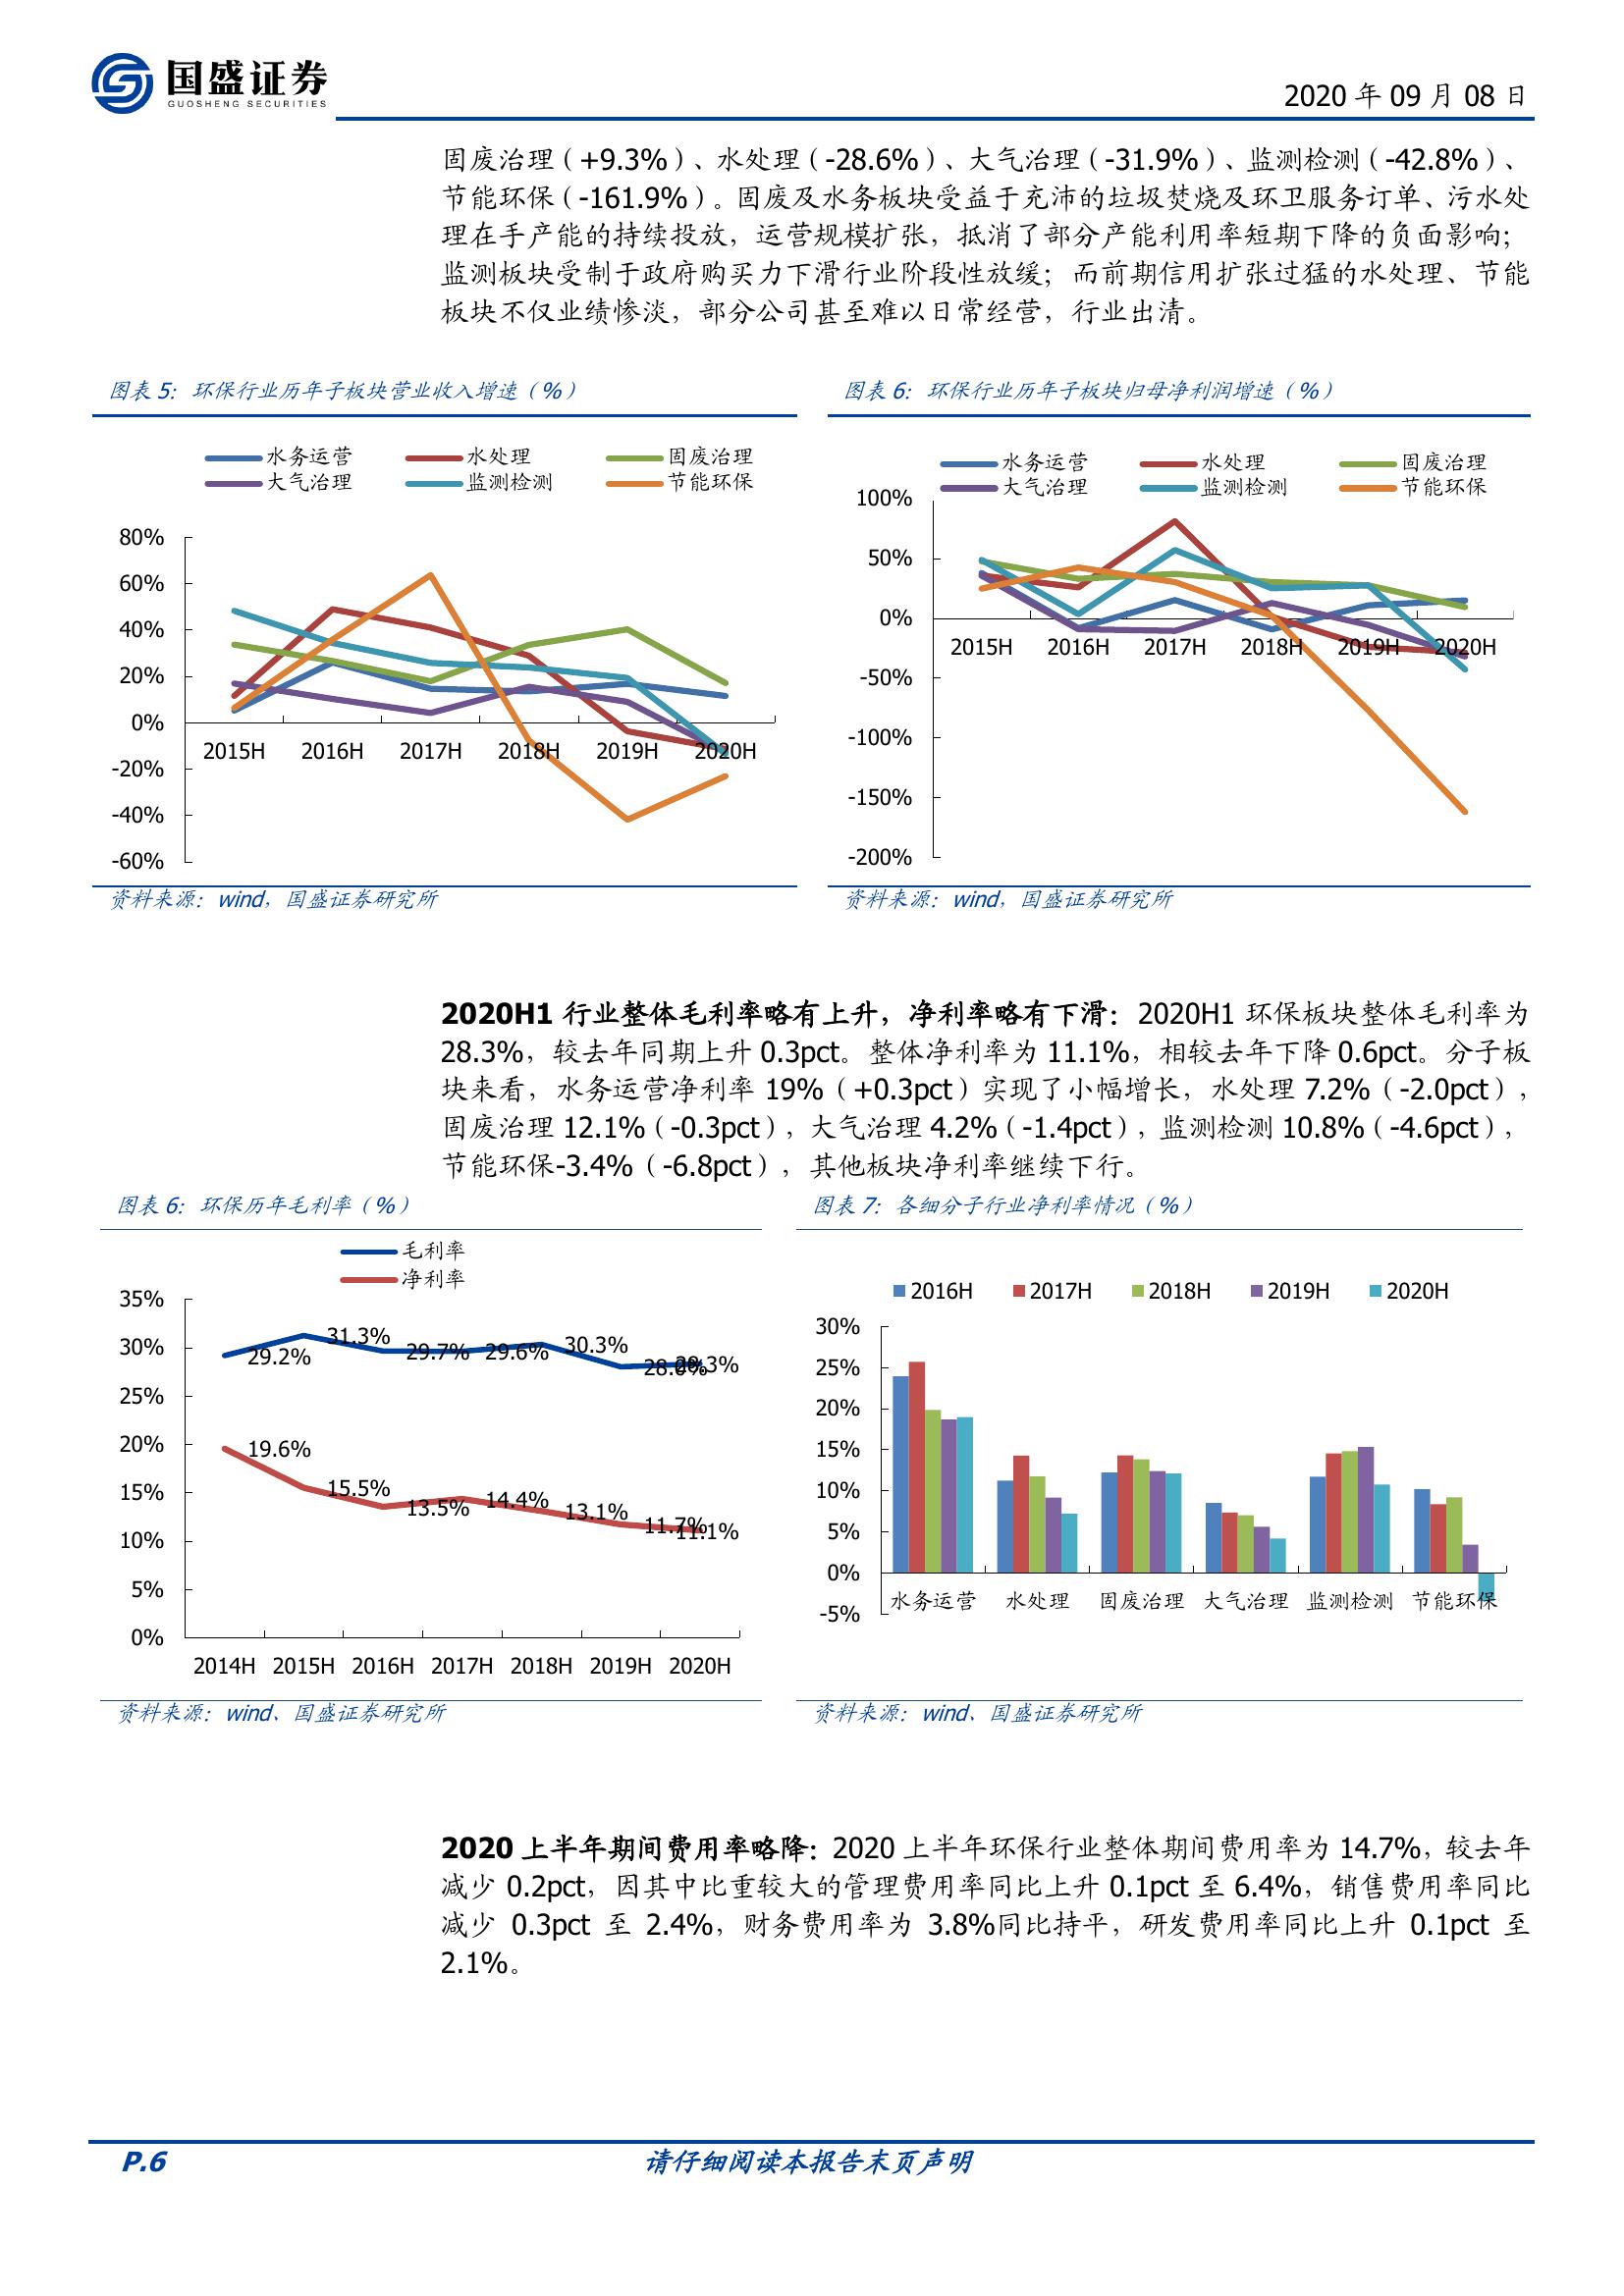 国盛证券
GUOSHENG SECURITIES
2020 年 09 月 08 日
固废治理（+9.3%）、水处理（-28.6%）、大气治理（-31.9%）、监测检测（-42.8%）、
节能环保（-161.9%）。固废及水务板块受益于充沛的垃圾焚烧及环卫服务订单、污水处
理在手产能的持续投放，运营规模扩张，抵消了部分产能利用率短期下降的负面影响；
监测板块受制于政府购买力下滑行业阶段性放缓；而前期信用扩张过猛的水处理、节能
板块不仅业绩惨淡，部分公司甚至难以日常经营，行业出清。
图表 5：环保行业历年子板块营业收入增速（%）
水务运营 水处理 固废治理
大气治理 监测检测 节能环保
80%
60%
40%
20%
0%
2015H 2016H 2017H 2018H 2019H 2020H
-20%
-40%
-60%
资料来源：wind，国盛证券研究所
图表 6：环保行业历年子板块归母净利润增速（%）
水务运营 水处理 固废治理
大气治理 监测检测 节能环保
100%
50%
0%
2015H 2016H 2017H 2018H 2019H 2020H
-50%
-100%
-150%
-200%
资料来源：wind，国盛证券研究所
2020H1 行业整体毛利率略有上升，净利率略有下滑：2020H1 环保板块整体毛利率为
28.3%，较去年同期上升 0.3pct。整体净利率为 11.1%，相较去年下降 0.6pct。分子板
块来看，水务运营净利率 19%（+0.3pct）实现了小幅增长，水处理 7.2%（-2.0pct），
固废治理 12.1%（-0.3pct），大气治理 4.2%（-1.4pct），监测检测 10.8%（-4.6pct），
节能环保-3.4%（-6.8pct），其他板块净利率继续下行。
图表 6：环保历年毛利率（%）
毛利率
净利率
35%
30%
25%
20%
15%
10%
5%
0%
29.2% 31.3% 29.7% 29.6% 30.3% 28.0% 28.3%
19.6% 15.5% 13.5% 14.4% 13.1% 11.7% 11.1%
2014H 2015H 2016H 2017H 2018H 2019H 2020H
资料来源：wind、国盛证券研究所
图表 7：各细分子行业净利率情况（%）
2016H 2017H 2018H 2019H 2020H
30%
25%
20%
15%
10%
5%
0%
-5%
水务运营 水处理 固废治理 大气治理 监测检测 节能环保
资料来源：wind、国盛证券研究所
2020 上半年期间费用率略降：2020 上半年环保行业整体期间费用率为 14.7%，较去年
减少 0.2pct，因其中比重较大的管理费用率同比上升 0.1pct 至 6.4%，销售费用率同比
减少 0.3pct 至 2.4%，财务费用率为 3.8%同比持平，研发费用率同比上升 0.1pct 至
2.1%。
P.6
请仔细阅读本报告末页声明